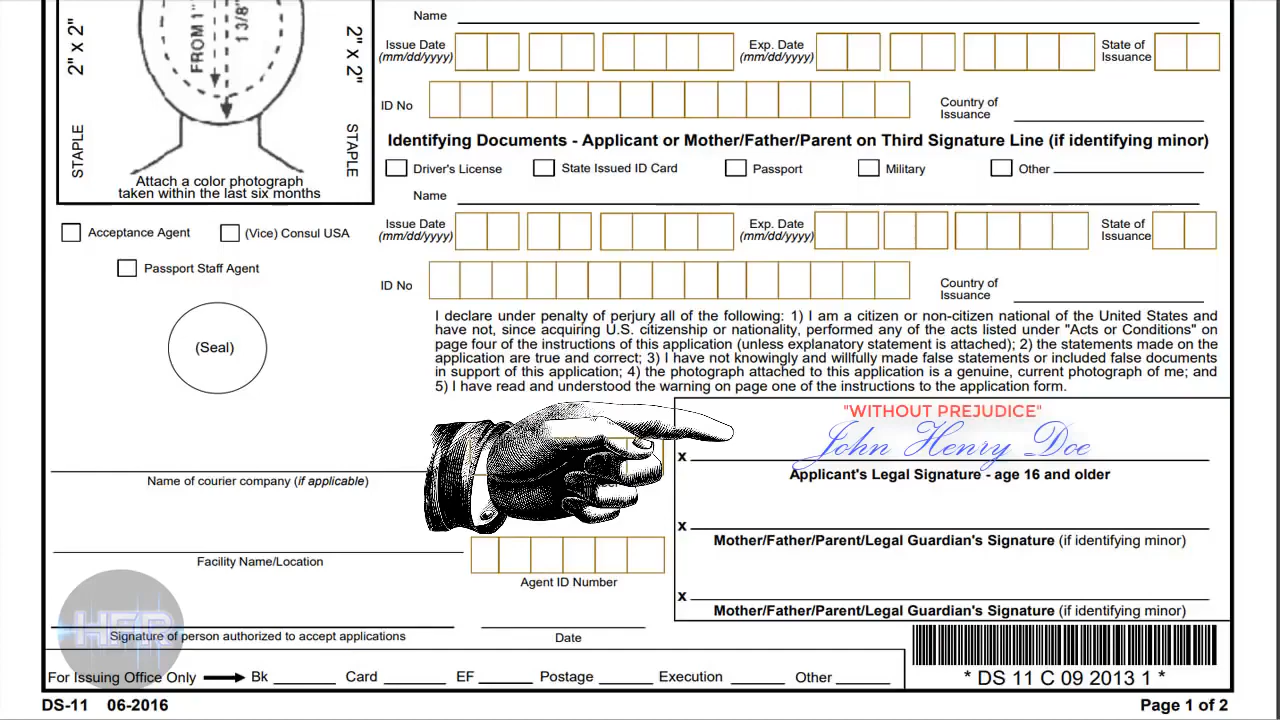 FROM 1"
1 3/8"
2" x 2"
2" x 2"
STAPLE
STAPLE
Attach a color photograph
taken within the last six months
Acceptance Agent
(Vice) Consul USA
Passport Staff Agent
(Seal)
Name
Issue Date
(mm/dd/yyyy)
Exp. Date
(mm/dd/yyyy)
State of
Issuance
ID No
Country of
Issuance
Identifying Documents - Applicant or Mother/Father/Parent on Third Signature Line (if identifying minor)
Driver's License State Issued ID Card Passport Military Other
Name
Issue Date
(mm/dd/yyyy)
Exp. Date
(mm/dd/yyyy)
State of
Issuance
ID No
Country of
Issuance
I declare under penalty of perjury all of the following: 1) I am a citizen or non-citizen national of the United States and
have not, since acquiring U.S. citizenship or nationality, performed any of the acts listed under "Acts or Conditions" on
page four of the instructions of this application (unless explanatory statement is attached); 2) the statements made on the
application are true and correct; 3) I have not knowingly and willfully made false statements or included false documents
in support of this application; 4) the photograph attached to this application is a genuine, current photograph of me; and
5) I have read and understood the warning on page one of the instructions to the application form.
"WITHOUT PREJUDICE"
x John Henry Doe
Applicant's Legal Signature - age 16 and older
x
Mother/Father/Parent/Legal Guardian's Signature (if identifying minor)
x
Mother/Father/Parent/Legal Guardian's Signature (if identifying minor)
Name of courier company (if applicable)
Facility Name/Location
Agent ID Number
HFR
Signature of person authorized to accept applications
Date
For Issuing Office Only Bk Card EF Postage Execution Other
* DS 11 C 09 2013 1 *
DS-11 06-2016
Page 1 of 2